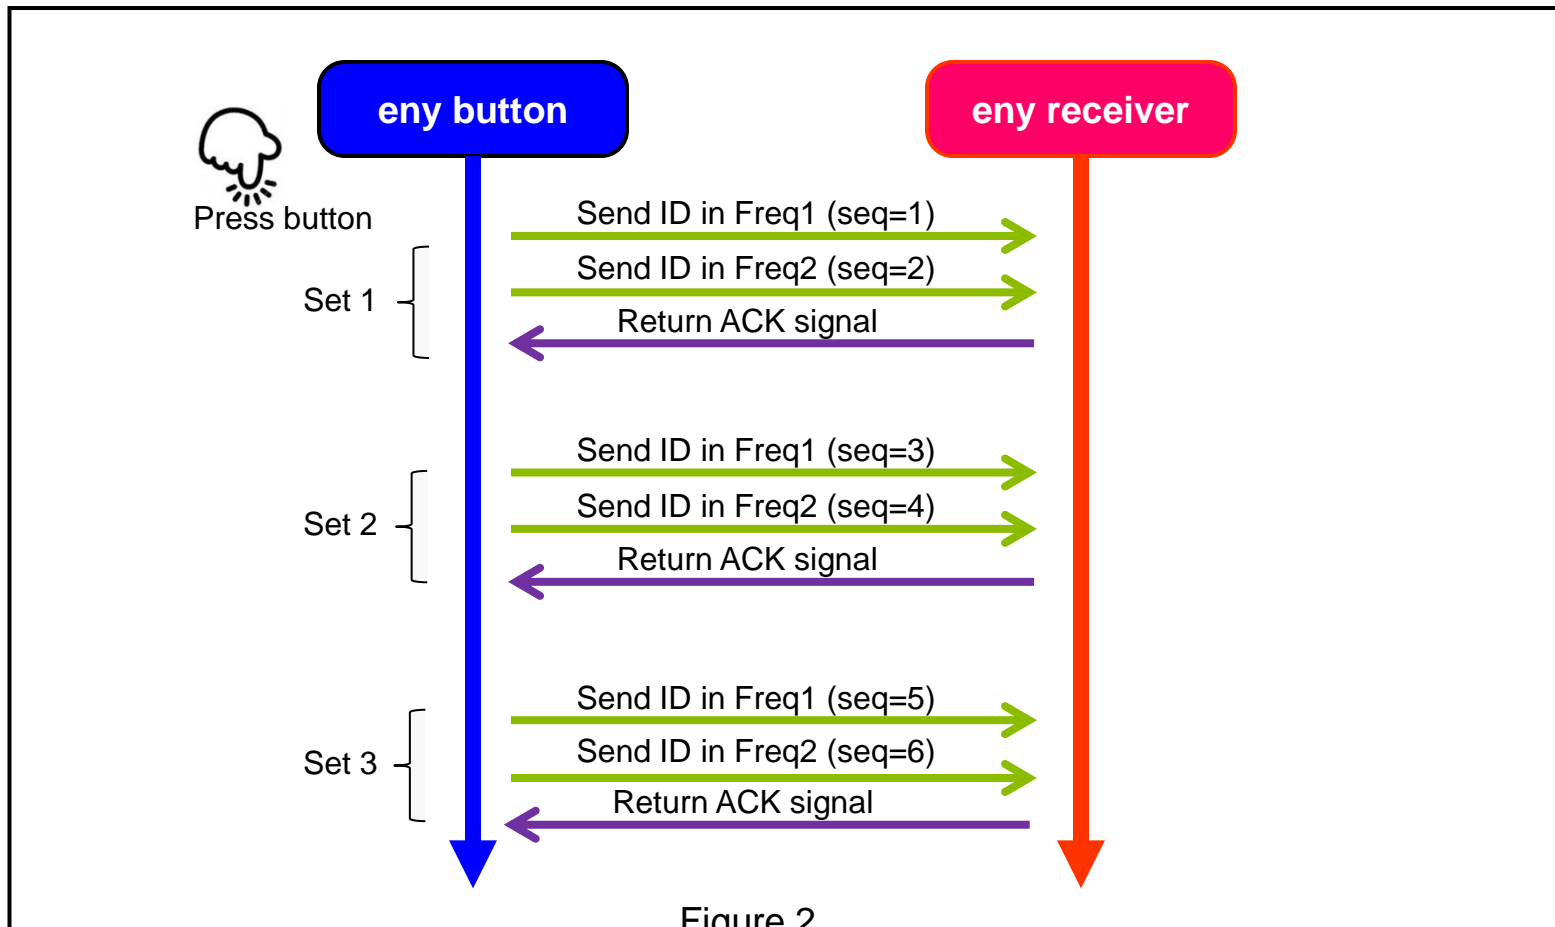 eny button
eny receiver
Press button
Send ID in Freq1 (seq=1)
Send ID in Freq2 (seq=2)
Set 1
Return ACK signal
Send ID in Freq1 (seq=3)
Send ID in Freq2 (seq=4)
Set 2
Return ACK signal
Send ID in Freq1 (seq=5)
Send ID in Freq2 (seq=6)
Set 3
Return ACK signal
Figure 2